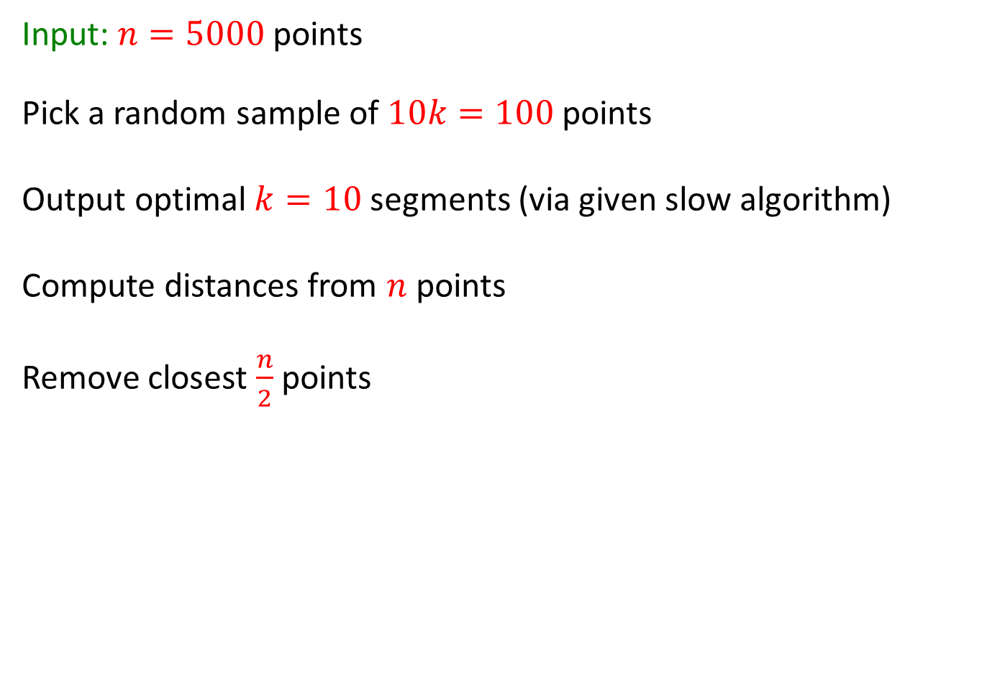 Input: n = 5000 points
Pick a random sample of 10k = 100 points
Output optimal k = 10 segments (via given slow algorithm)
Compute distances from n points
Remove closest n/2 points